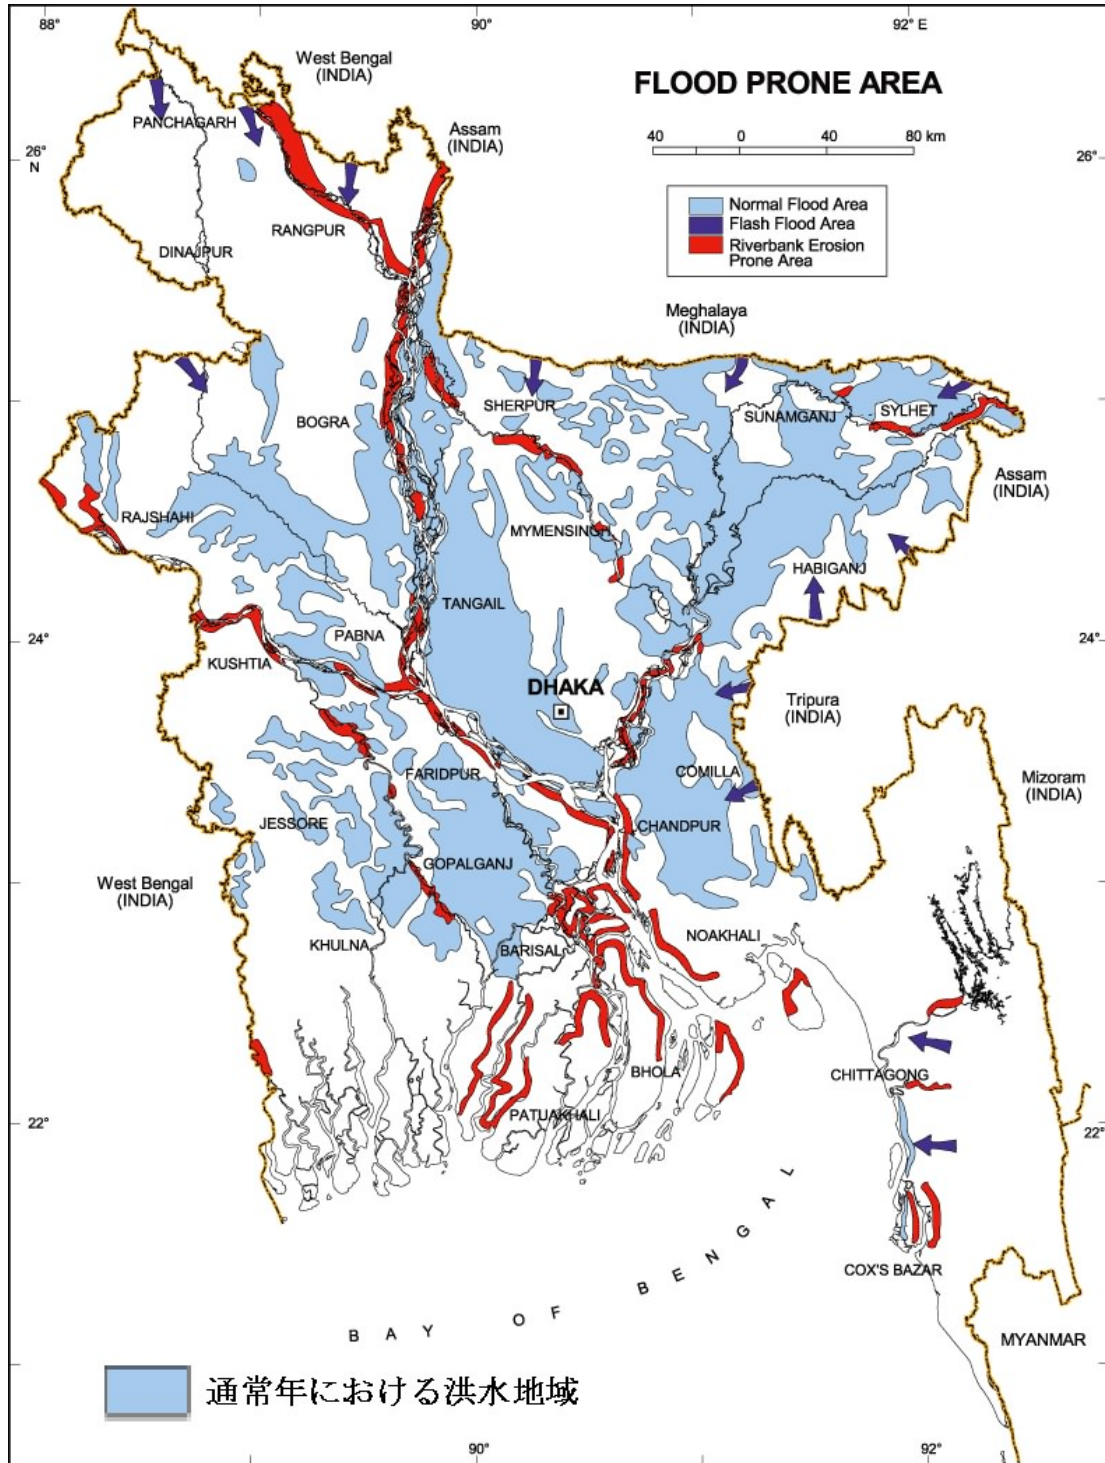 88°
90°
92° E
West Bengal
(INDIA)
FLOOD PRONE AREA
PANCHAGARH
Assam
(INDIA)
40 0 40 80 km
26°
N
26°
Normal Flood Area
Flash Flood Area
Riverbank Erosion
Prone Area
RANGPUR
DINAJPUR
Meghalaya
(INDIA)
SHERPUR
SUNAMGANJ
SYLHET
BOGRA
Assam
(INDIA)
RAJSHAHI
MYMENSINGH
HABIGANJ
TANGAIL
PABNA
24°
24°
KUSHTIA
DHAKA
Tripura
(INDIA)
FARIDPUR
COMILLA
Mizoram
(INDIA)
JESSORE
CHANDPUR
GOPALGANJ
West Bengal
(INDIA)
KHULNA
BARISAL
NOAKHALI
BHOLA
CHITTAGONG
PATUAKHALI
22°
22°
COX'S BAZAR
BAY OF BENGAL
MYANMAR
通常年における洪水地域
90°
92°